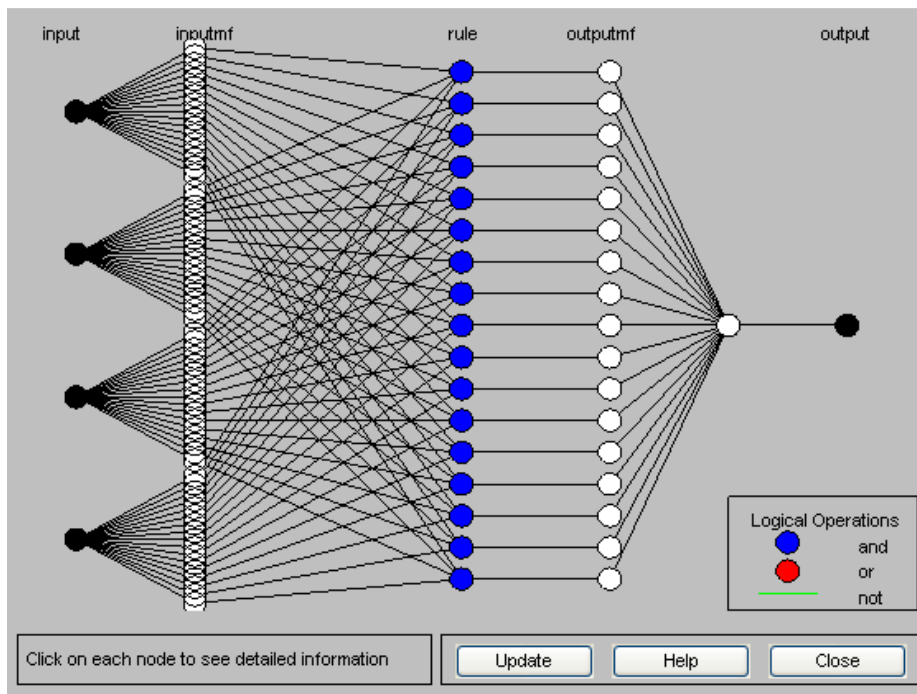 input inputmf rule outputmf output
Logical Operations
and
or
not
Click on each node to see detailed information
Update Help Close